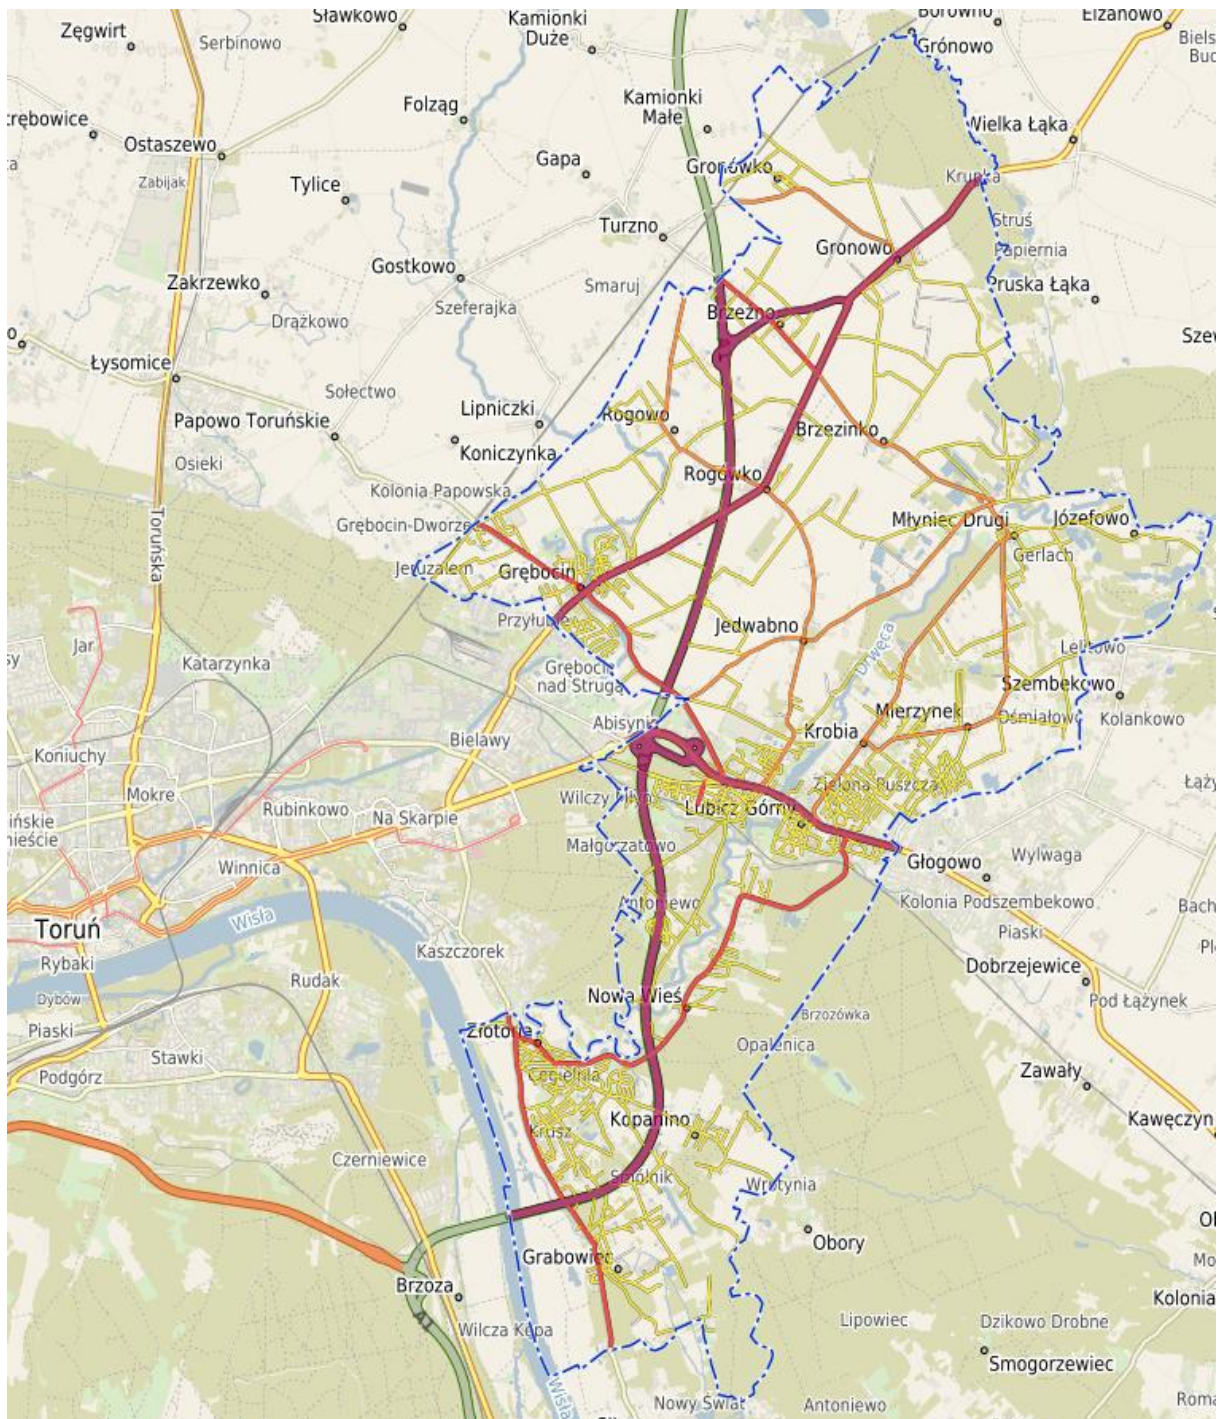 Sławkowo
Kamionki
Duże
Borówno
Elzanowo
Zęgwirt
Serbinowo
Grónowo
Folząg
Kamionki
Małe
Wielka Łąka
Ostaszewo
Gapa
Gronówko
Zabijak
Tylice
Krupka
Turzno
Struś
Gronowo
Papiernia
Gostkowo
Zakrzewko
Smaruj
Pruska Łąka
Szeferajka
Brzeźno
Drążkowo
Łysomice
Sołectwo
Lipniczki
Rogowo
Papowo Toruńskie
Brzezinko
Koniczynka
Osieki
Rogówko
Kolonia Papowska
Toruńska
Grębocin-Dworzec
Młyniec Drugi
Józefowo
Gerlach
Jeruzalem
Grębocin
Przyłubie
Jedwabno
Drwęca
Jar
Katarzynka
Grębocin
nad Strugą
Lelitowo
Szembekowo
Abisynia
Mierzynek
Ośmiałowo
Kolankowo
Koniuchy
Bielawy
Krobia
Mokre
Rubinkowo
Wilczy Młyn
Zielona Puszcza
Na Skarpie
Lubicz Górny
Małgorzatowo
Winnica
Głogowo
Wylwaga
Antoniewo
Kolonia Podszembekowo
Toruń
Wisła
Kaszczorek
Piaski
Rybaki
Rudak
Dobrzejewice
Dybów
Nowa Wieś
Pod Łążynek
Piaski
Złotoria
Brzozówka
Stawki
Opalenica
Podgórz
Cegielnia
Zawały
Kopanino
Kawęczyn
Krusz
Czerniewice
Smolnik
Wrotynia
Obory
Grabowiec
Brzoza
A1
Wilcza Kępa
Lipowiec
Dzikowo Drobne
Kolonia
Smogorzewiec
Wisła
Nowy Świat
Antoniewo